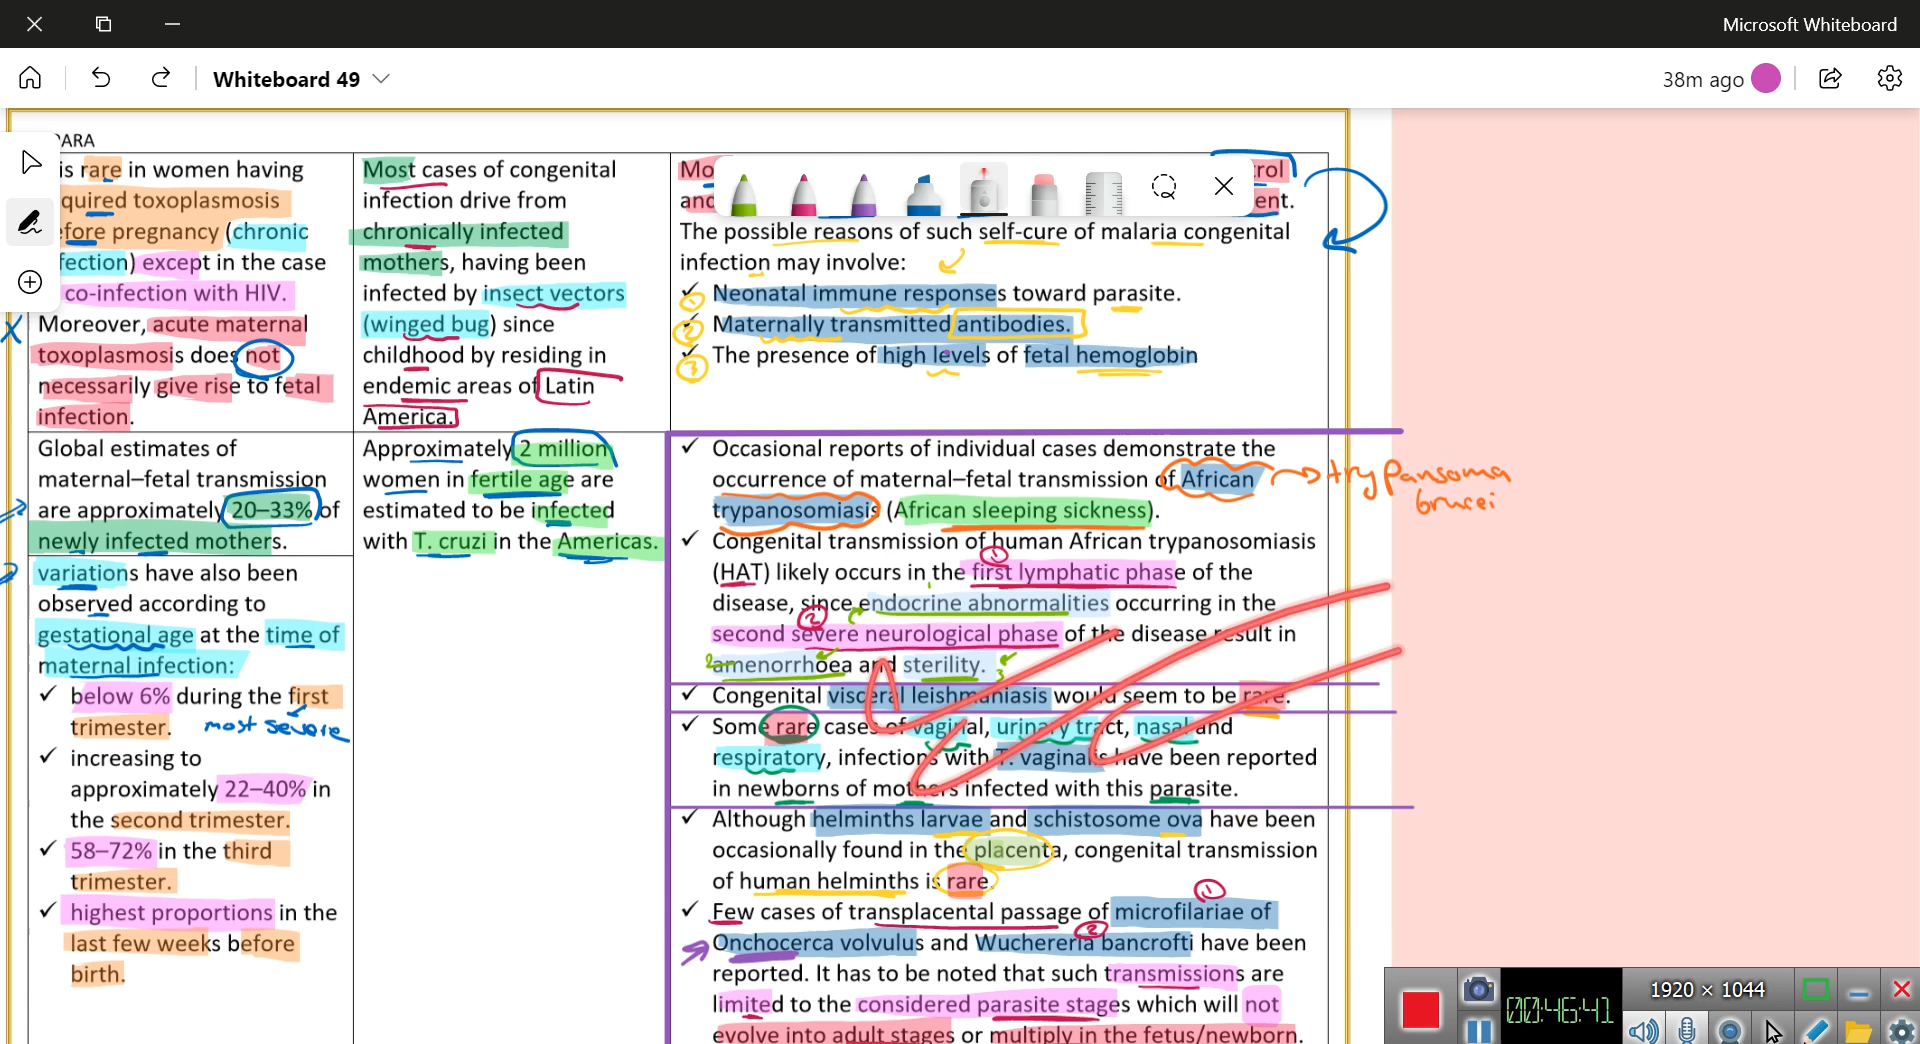 Microsoft Whiteboard
Whiteboard 49
38m ago
PARA
is rare in women having
quired toxoplasmosis
fore pregnancy (chronic
fection) except in the case
co-infection with HIV.
Moreover, acute maternal
toxoplasmosis does not
necessarily give rise to fetal
infection.
Most cases of congenital
infection drive from
chronically infected
mothers, having been
infected by insect vectors
(winged bug) since
childhood by residing in
endemic areas of Latin
America.
Mo
rol
and
ent.
The possible reasons of such self-cure of malaria congenital
infection may involve:
① ✓ Neonatal immune responses toward parasite.
② ✓ Maternally transmitted antibodies.
③ ✓ The presence of high levels of fetal hemoglobin
Global estimates of
maternal–fetal transmission
are approximately 20–33% of
newly infected mothers.
variations have also been
observed according to
gestational age at the time of
maternal infection:
✓ below 6% during the first
trimester. most severe
✓ increasing to
approximately 22–40% in
the second trimester.
✓ 58–72% in the third
trimester.
✓ highest proportions in the
last few weeks before
birth.
Approximately 2 million
women in fertile age are
estimated to be infected
with T. cruzi in the Americas.
✓ Occasional reports of individual cases demonstrate the
occurrence of maternal–fetal transmission of African → trypansoma
brucei
trypanosomiasis (African sleeping sickness).
✓ Congenital transmission of human African trypanosomiasis
①
(HAT) likely occurs in the first lymphatic phase of the
disease, since endocrine abnormalities occurring in the
②
second severe neurological phase of the disease result in
amenorrhoea and sterility.
✓ Congenital visceral leishmaniasis would seem to be rare.
✓ Some rare cases of vaginal, urinary tract, nasal and
respiratory, infections with T. vaginalis have been reported
in newborns of mothers infected with this parasite.
✓ Although helminths larvae and schistosome ova have been
occasionally found in the placenta, congenital transmission
of human helminths is rare.
①
✓ Few cases of transplacental passage of microfilariae of
②
Onchocerca volvulus and Wuchereria bancrofti have been
reported. It has to be noted that such transmissions are
limited to the considered parasite stages which will not
evolve into adult stages or multiply in the fetus/newborn.
00:46:41
1920 × 1044